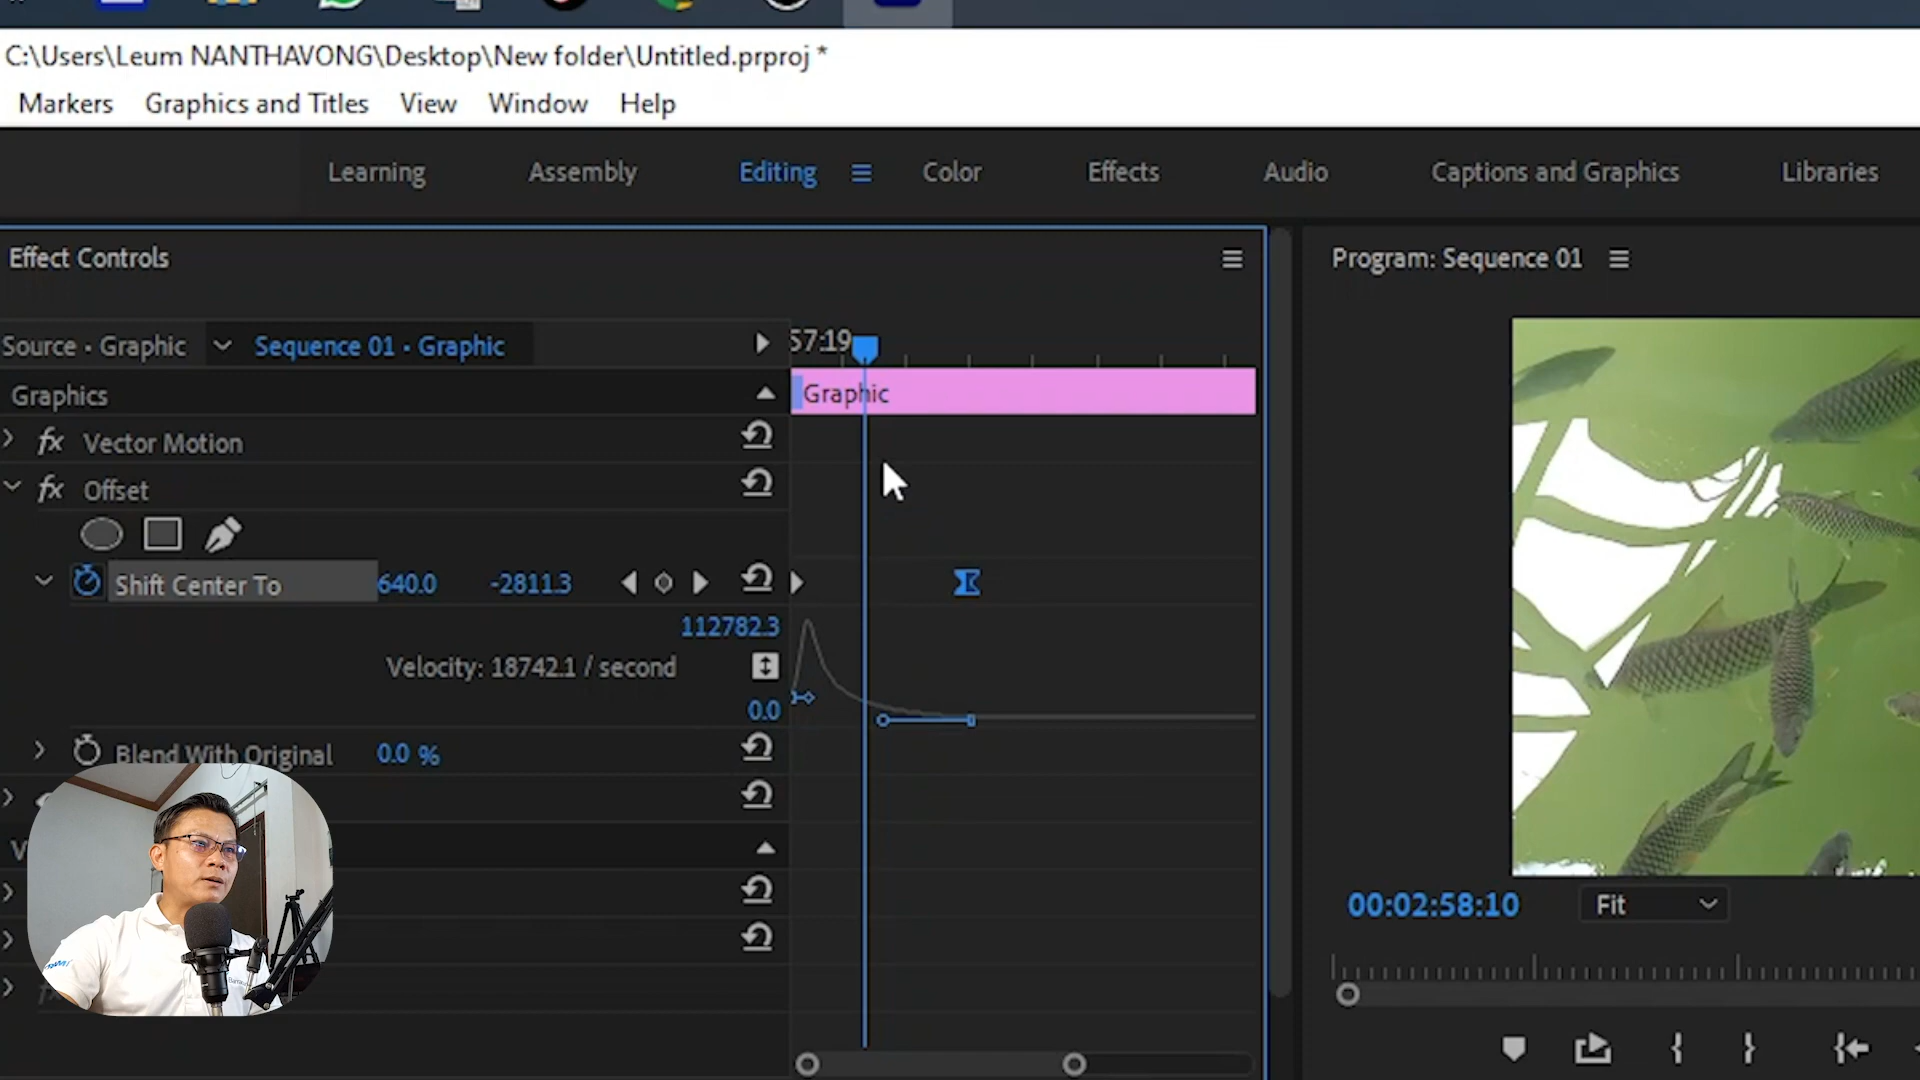 C:\Users\Leum NANTHAVONG\Desktop\New folder\Untitled.prproj *
Markers Graphics and Titles View Window Help
Learning Assembly Editing Color Effects Audio Captions and Graphics Libraries
Effect Controls
Program: Sequence 01
Source · Graphic Sequence 01 · Graphic
57:19
Graphics
Graphic
fx Vector Motion
fx Offset
Shift Center To 640.0 -2811.3
112782.3
Velocity: 18742.1 / second
0.0
Blend With Original 0.0 %
V
00:02:58:10 Fit
fx